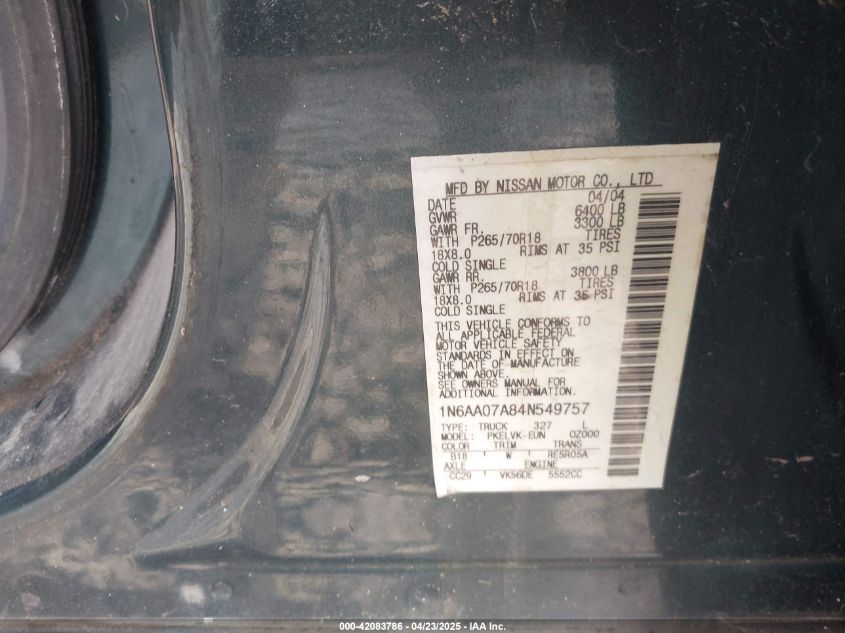 MFD BY NISSAN MOTOR CO., LTD
DATE 04/04
GVWR 6400 LB
GAWR FR. 3300 LB
WITH P265/70R18 TIRES
18X8.0 RIMS AT 35 PSI
COLD SINGLE
GAWR RR. 3800 LB
WITH P265/70R18 TIRES
18X8.0 RIMS AT 35 PSI
COLD SINGLE
THIS VEHICLE CONFORMS TO
ALL APPLICABLE FEDERAL
MOTOR VEHICLE SAFETY
STANDARDS IN EFFECT ON
THE DATE OF MANUFACTURE
SHOWN ABOVE.
SEE OWNERS MANUAL FOR
ADDITIONAL INFORMATION.
1N6AA07A84N549757
TYPE: TRUCK 327 L
MODEL: PKELVK-EUN 0Z000
COLOR TRIM TRANS
B18 W RE5R05A
AXLE ENGINE
CC29 VK56DE 5552CC
000-42083786 - 04/23/2025 - IAA Inc.